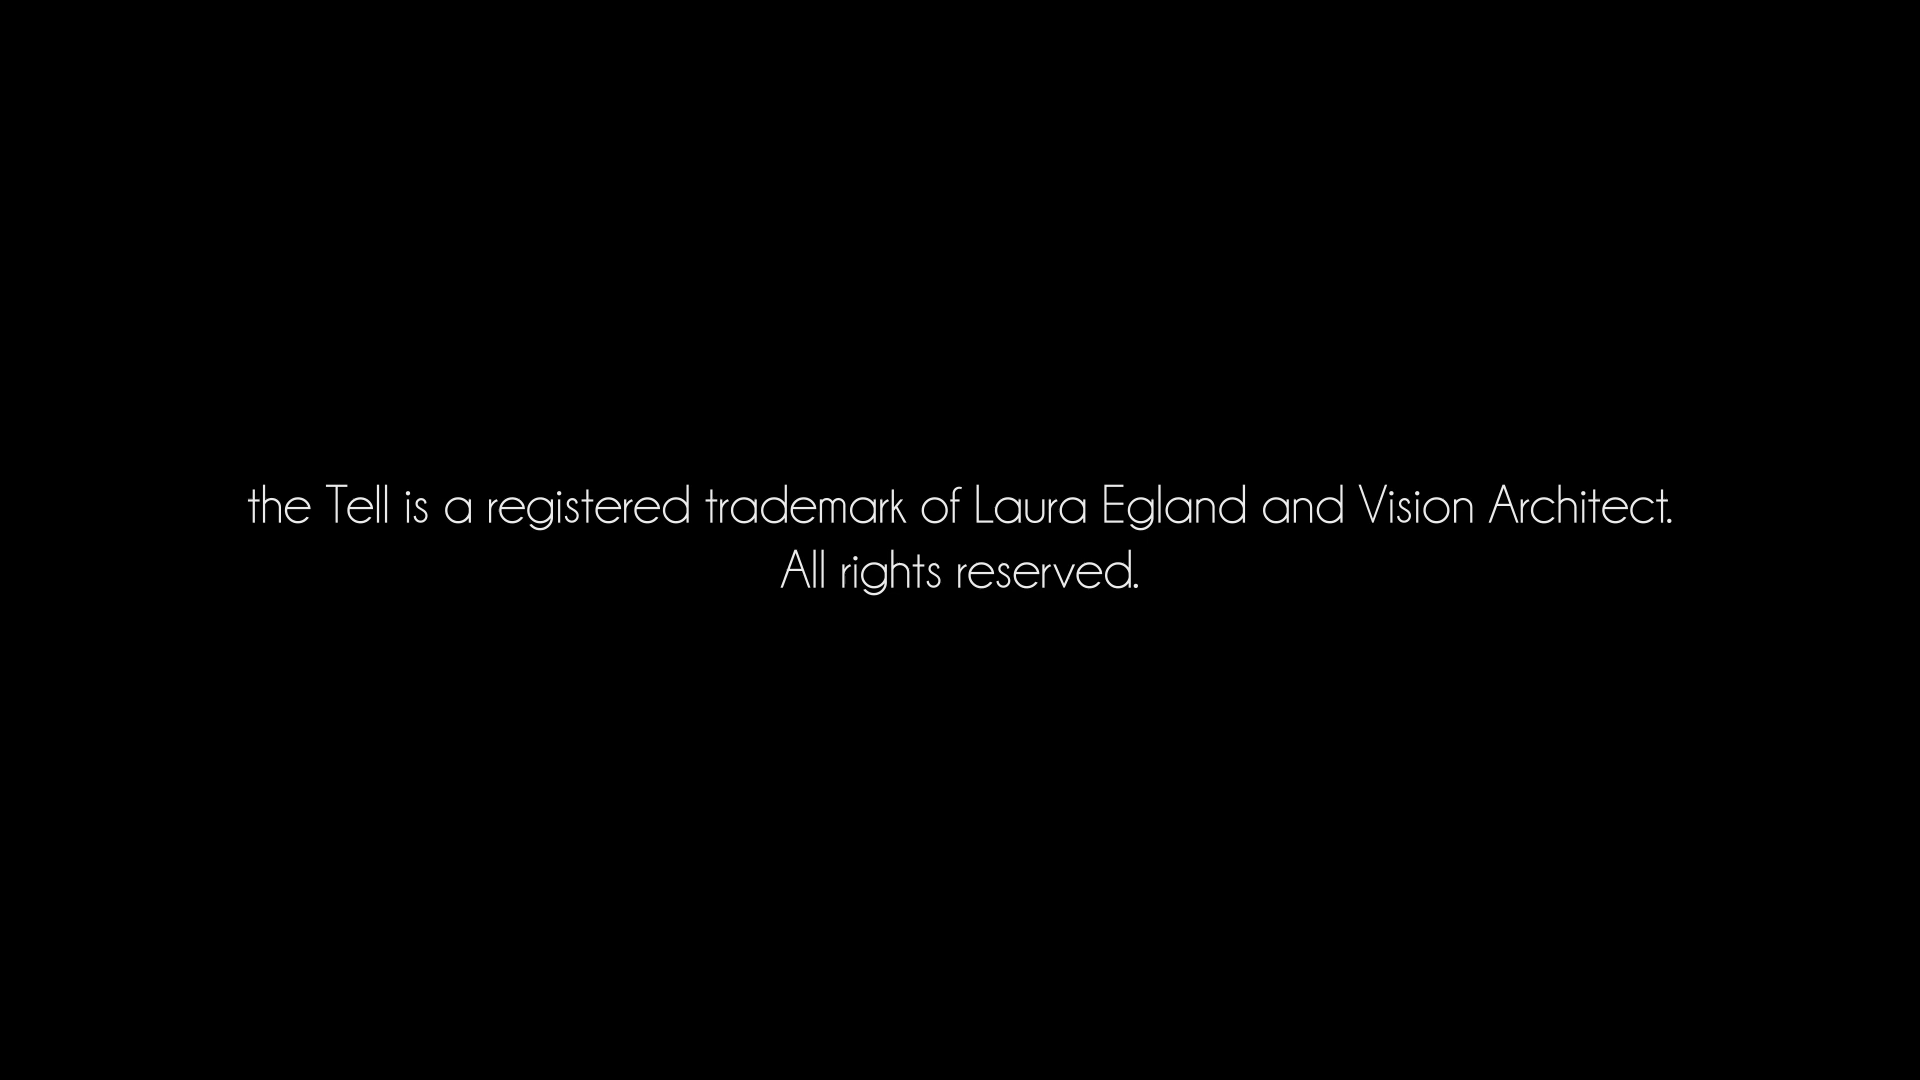 the Tell is a registered trademark of Laura Egland and Vision Architect.
All rights reserved.